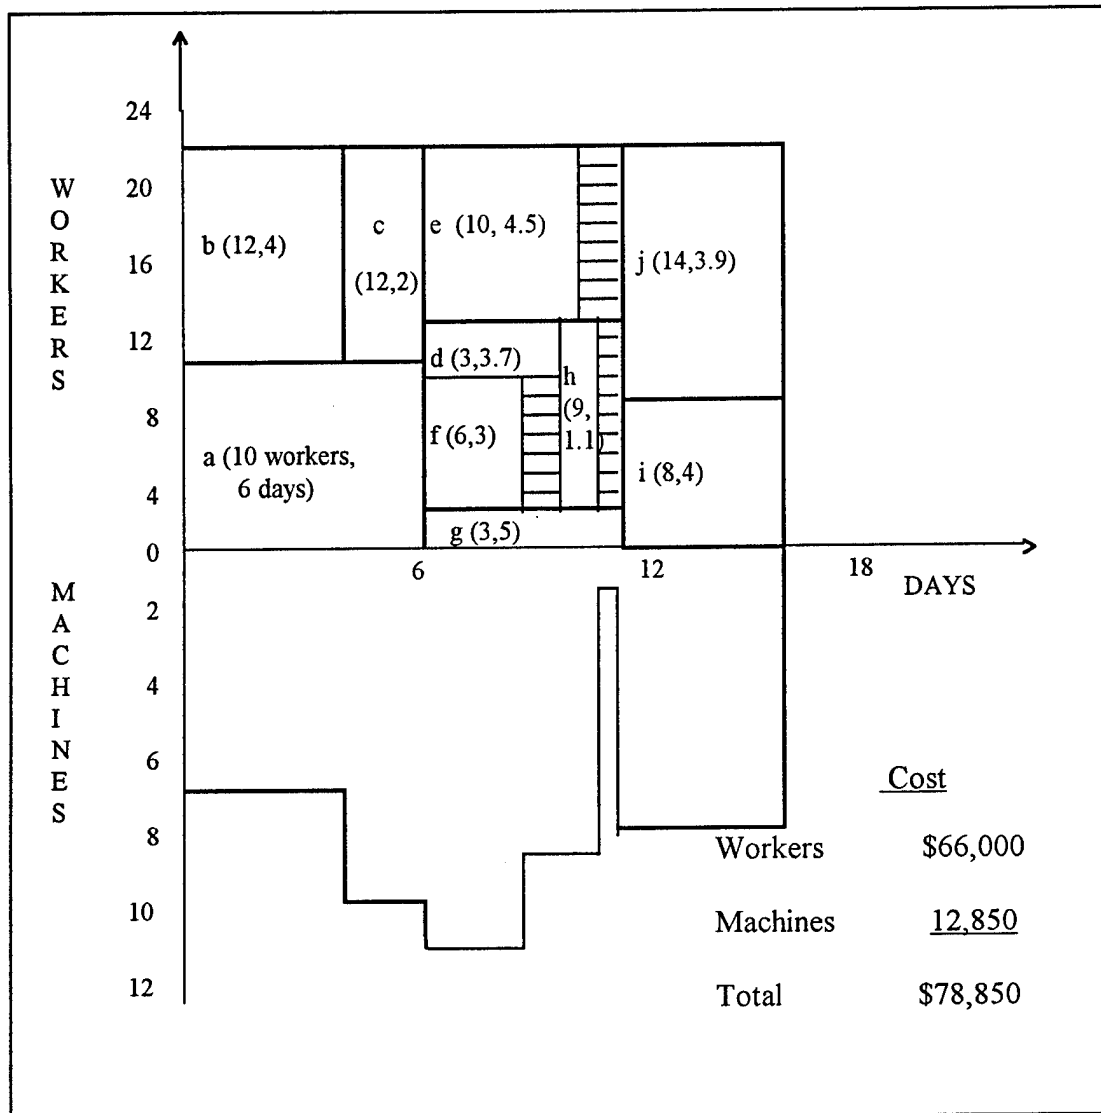 24
20
16
12
8
4
0
WORKERS
b (12,4)
c
(12,2)
e (10, 4.5)
j (14,3.9)
d (3,3.7)
h
(9,
1.1)
f (6,3)
a (10 workers,
6 days)
i (8,4)
g (3,5)
6
12
18
DAYS
MACHINES
2
4
6
8
10
12
Cost
Workers $66,000
Machines 12,850
Total $78,850